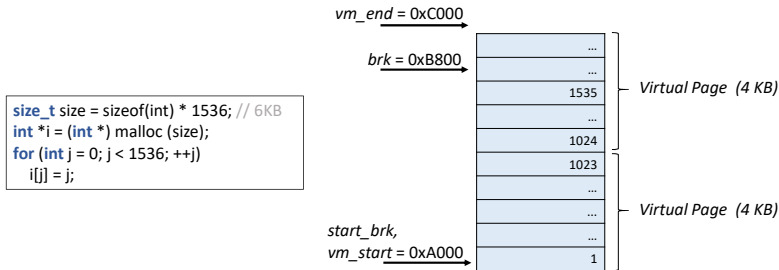 vm_end = 0xC000
brk = 0xB800
size_t size = sizeof(int) * 1536; // 6KB
int *i = (int *) malloc (size);
for (int j = 0; j < 1536; ++j)
i[j] = j;
start_brk,
vm_start = 0xA000
...
...
1535
...
1024
1023
...
...
...
1
Virtual Page (4 KB)
Virtual Page (4 KB)